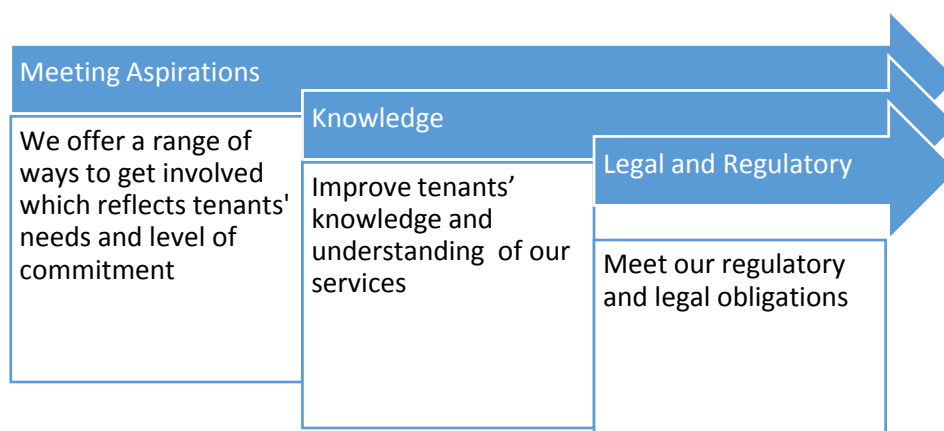 Meeting Aspirations
We offer a range of
ways to get involved
which reflects tenants'
needs and level of
commitment
Knowledge
Improve tenants’
knowledge and
understanding  of our
services
Legal and Regulatory
Meet our regulatory
and legal obligations